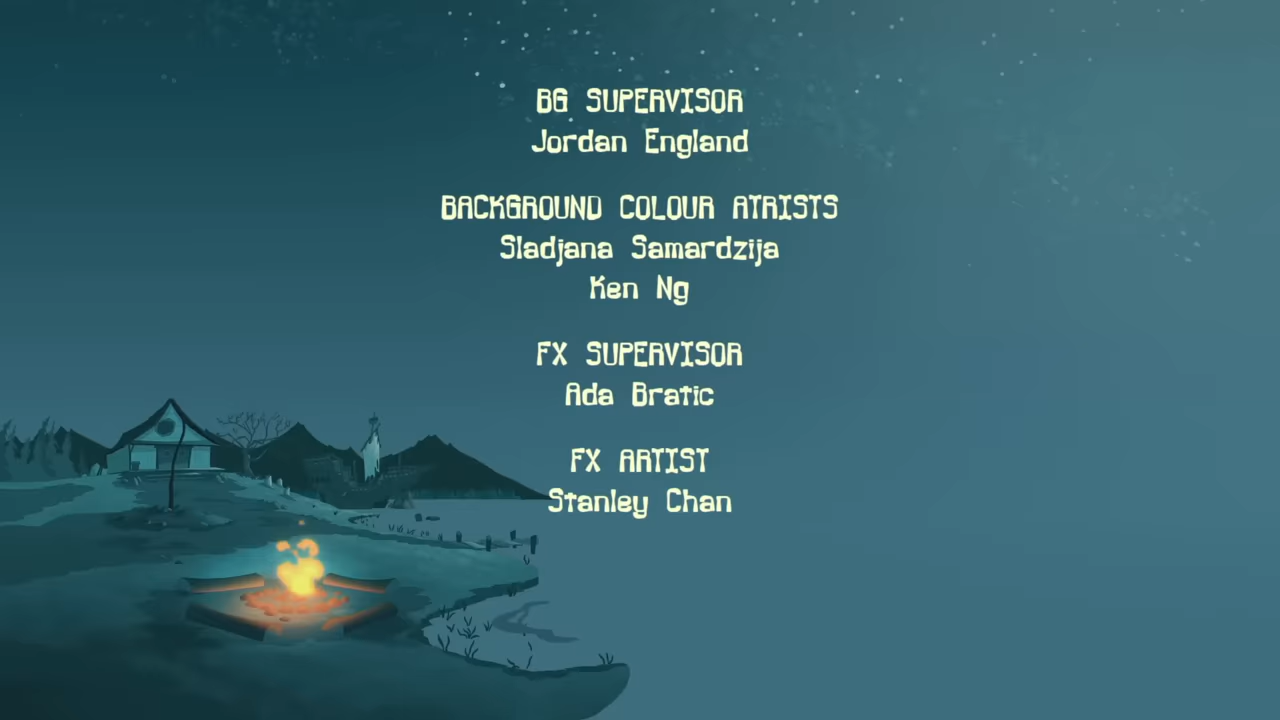 BG SUPERVISOR
Jordan England
BACKGROUND COLOUR ATRISTS
Sladjana Samardzija
Ken Ng
FX SUPERVISOR
Ada Bratic
FX ARTIST
Stanley Chan